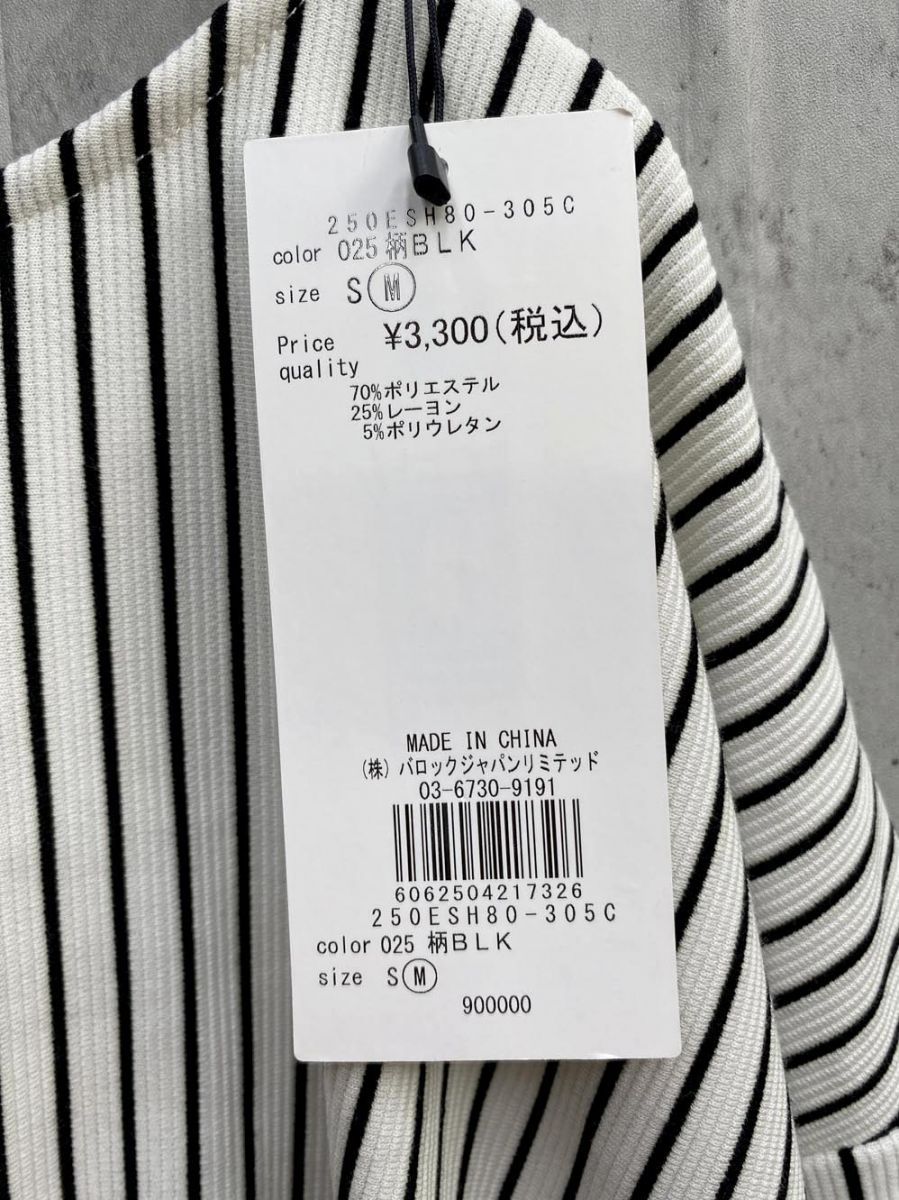 250ESH80-305C
color 025 柄BLK
size S M
Price ¥3,300(税込)
quality
70%ポリエステル
25%レーヨン
5%ポリウレタン
MADE IN CHINA
(株)バロックジャパンリミテッド
03-6730-9191
6062504217326
250ESH80-305C
color 025 柄BLK
size S M
900000